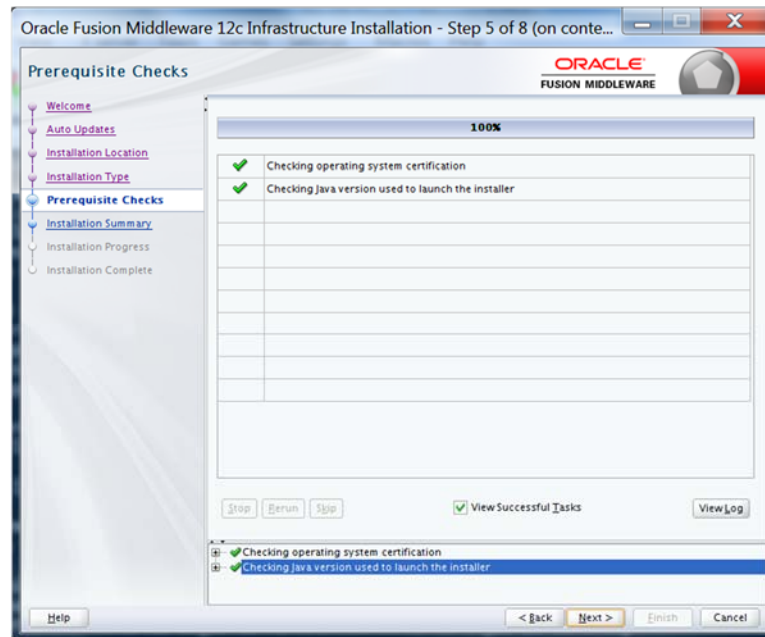 Oracle Fusion Middleware 12c Infrastructure Installation - Step 5 of 8 (on conte...
Prerequisite Checks
ORACLE
FUSION MIDDLEWARE
Welcome
Auto Updates
Installation Location
Installation Type
Prerequisite Checks
Installation Summary
Installation Progress
Installation Complete
100%
Checking operating system certification
Checking Java version used to launch the installer
Stop Rerun Skip View Successful Tasks View Log
Checking operating system certification
Checking Java version used to launch the installer
Help < Back Next > Finish Cancel